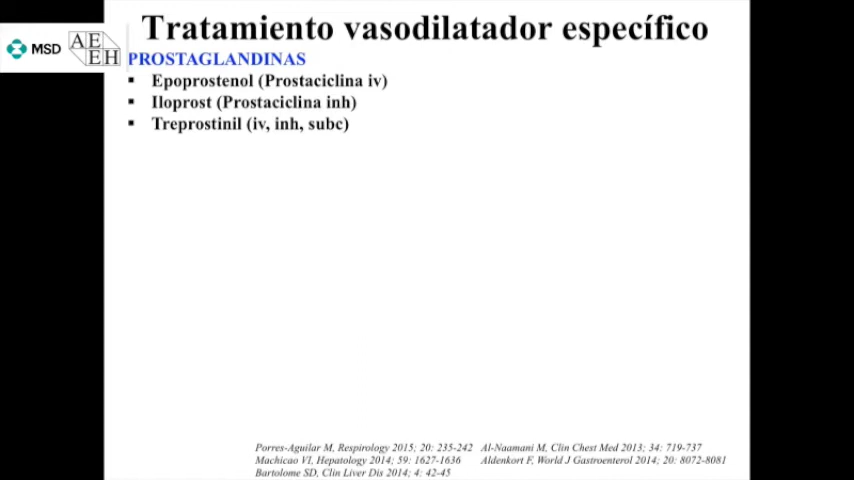 Tratamiento vasodilatador específico
MSD
AE
EH
PROSTAGLANDINAS
▪ Epoprostenol (Prostaciclina iv)
▪ Iloprost (Prostaciclina inh)
▪ Treprostinil (iv, inh, subc)
Porres-Aguilar M, Respirology 2015; 20: 235-242 Al-Naamani M, Clin Chest Med 2013; 34: 719-737
Machicao VI, Hepatology 2014; 59: 1627-1636 Aldenkort F, World J Gastroenterol 2014; 20: 8072-8081
Bartolome SD, Clin Liver Dis 2014; 4: 42-45